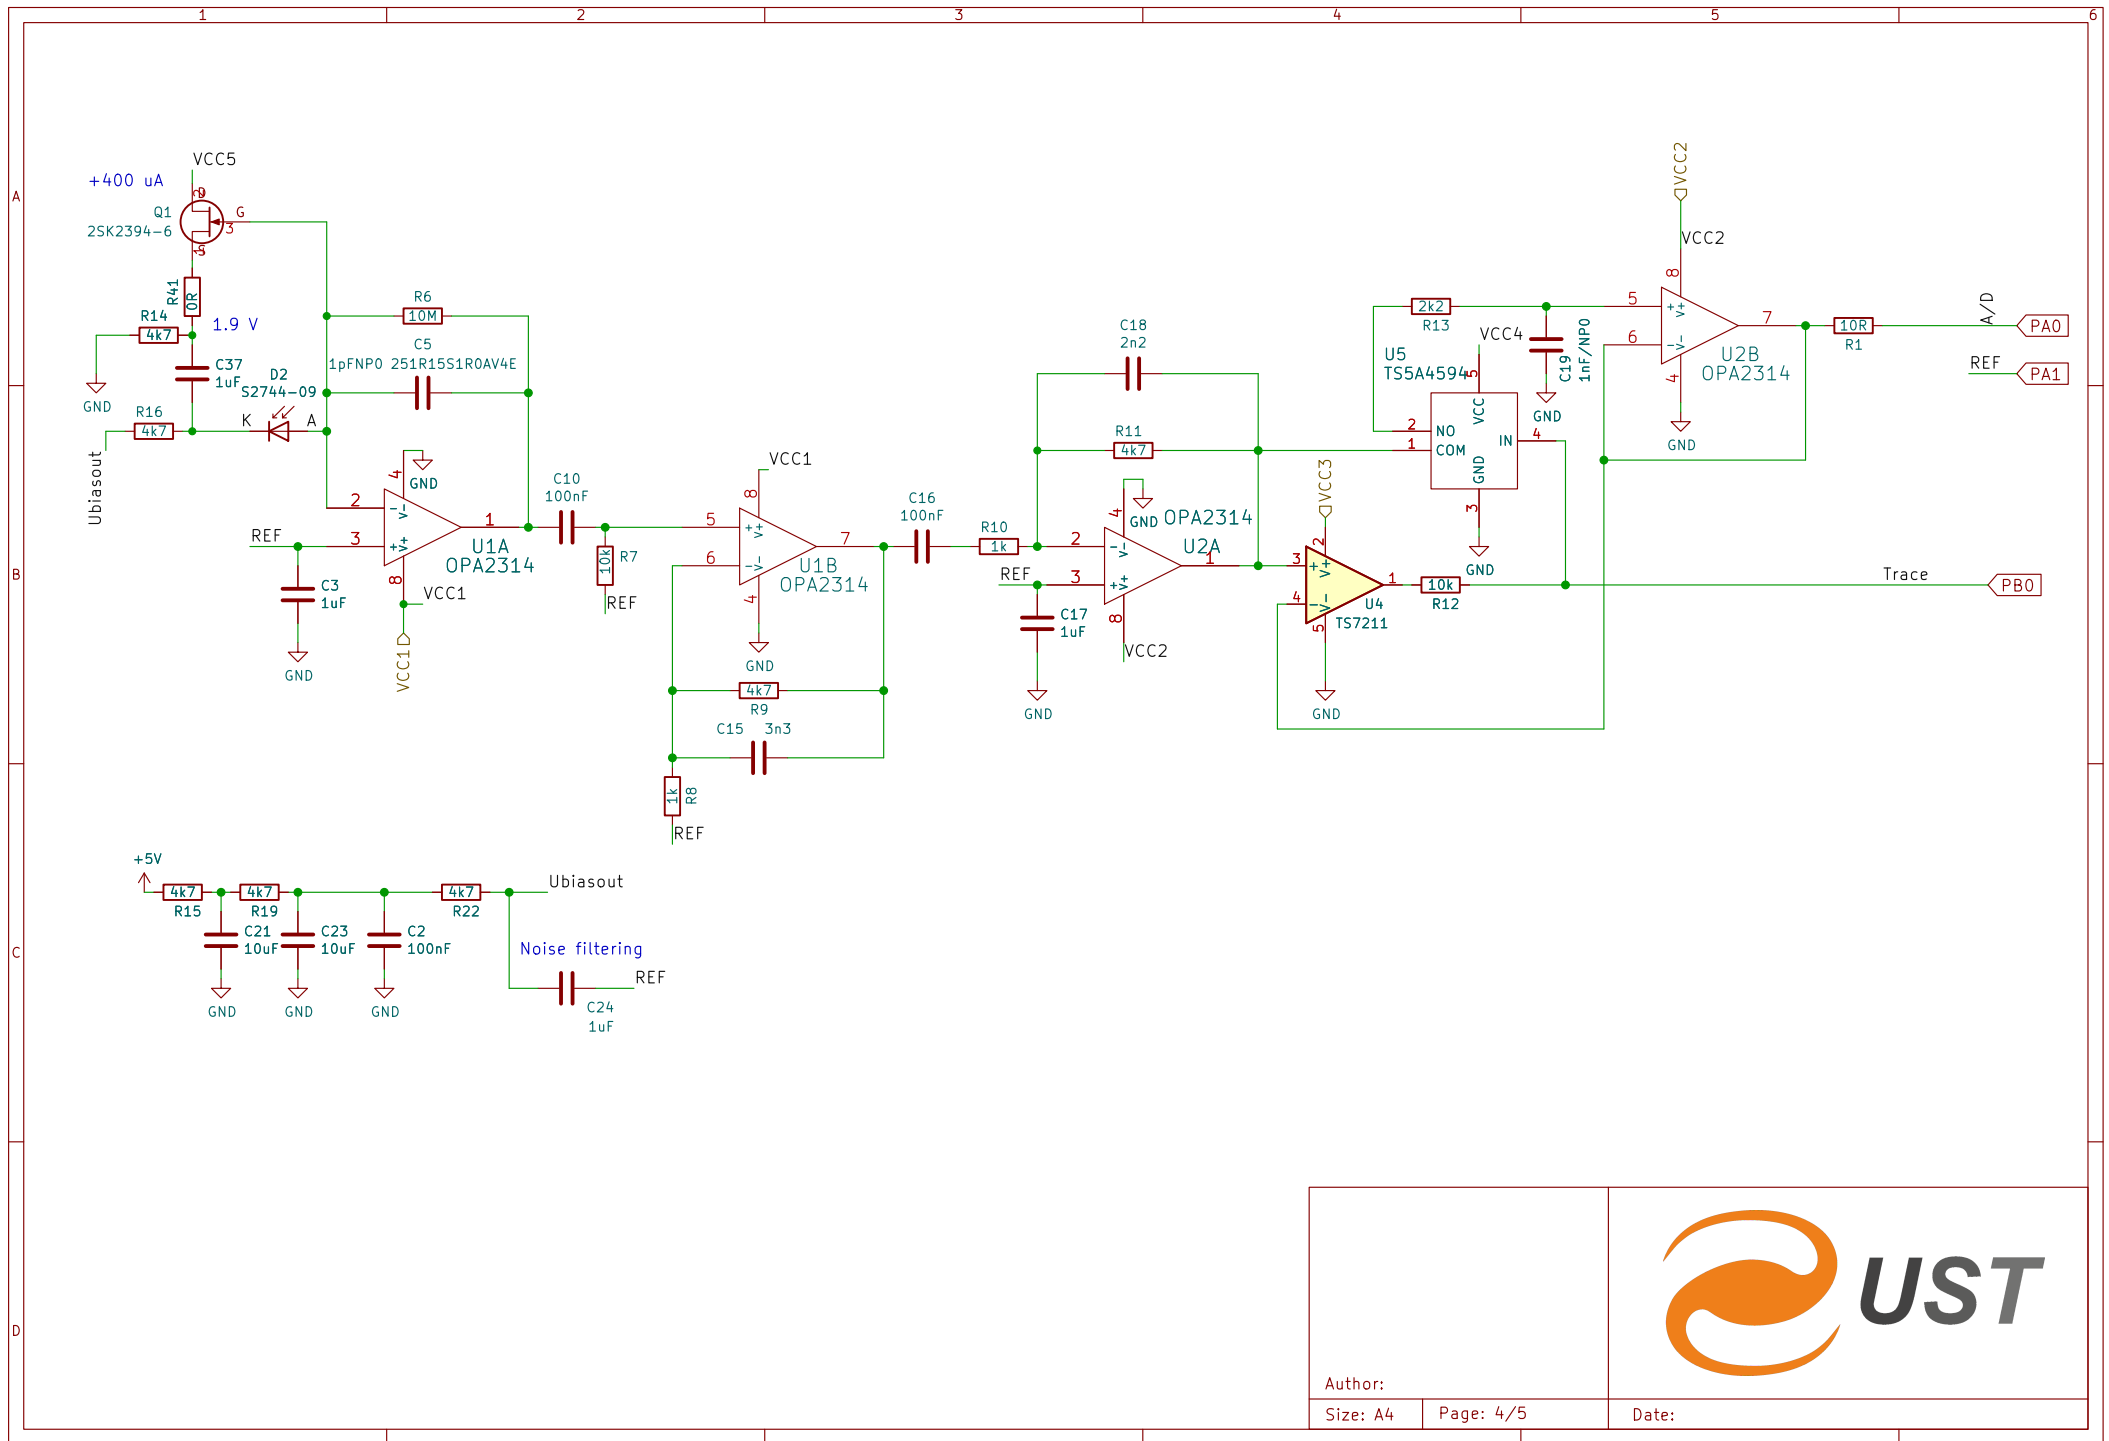 1 2 3 4 5 6
A
B
C
D
VCC5
+400 uA
Q1
2SK2394-6
2
D
G
3
1
S
R41
0R
R14
4k7
1.9 V
C37
1uF
GND
D2
S2744-09
K
A
R16
4k7
Ubiasout
R6
10M
C5
1pFNP0 251R15S1R0AV4E
4
GND
2
-
V-
1
3
+
V+
8
U1A
OPA2314
REF
C3
1uF
GND
VCC1
VCC1
C10
100nF
R7
10k
REF
VCC1
8
5
+
V+
6
-
V-
7
4
U1B
OPA2314
GND
4k7
R9
C15
3n3
1k
R8
REF
C16
100nF
R10
1k
C18
2n2
R11
4k7
4
GND
OPA2314
2
-
V-
3
+
V+
8
1
U2A
REF
C17
1uF
GND
VCC2
VCC3
2
3
+
V+
4
-
V-
5
1
U4
TS7211
GND
10k
R12
2k2
R13
VCC4
U5
TS5A4594
5
VCC
2
NO
1
COM
IN
4
GND
3
GND
C19
1nF/NP0
GND
VCC2
VCC2
8
5
+
V+
6
-
V-
4
7
U2B
OPA2314
GND
10R
R1
A/D
PA0
REF
PA1
Trace
PB0
+5V
4k7
R15
4k7
R19
4k7
R22
Ubiasout
C21
10uF
C23
10uF
C2
100nF
GND
GND
GND
Noise filtering
REF
C24
1uF
UST
Author:
Size: A4
Page: 4/5
Date: